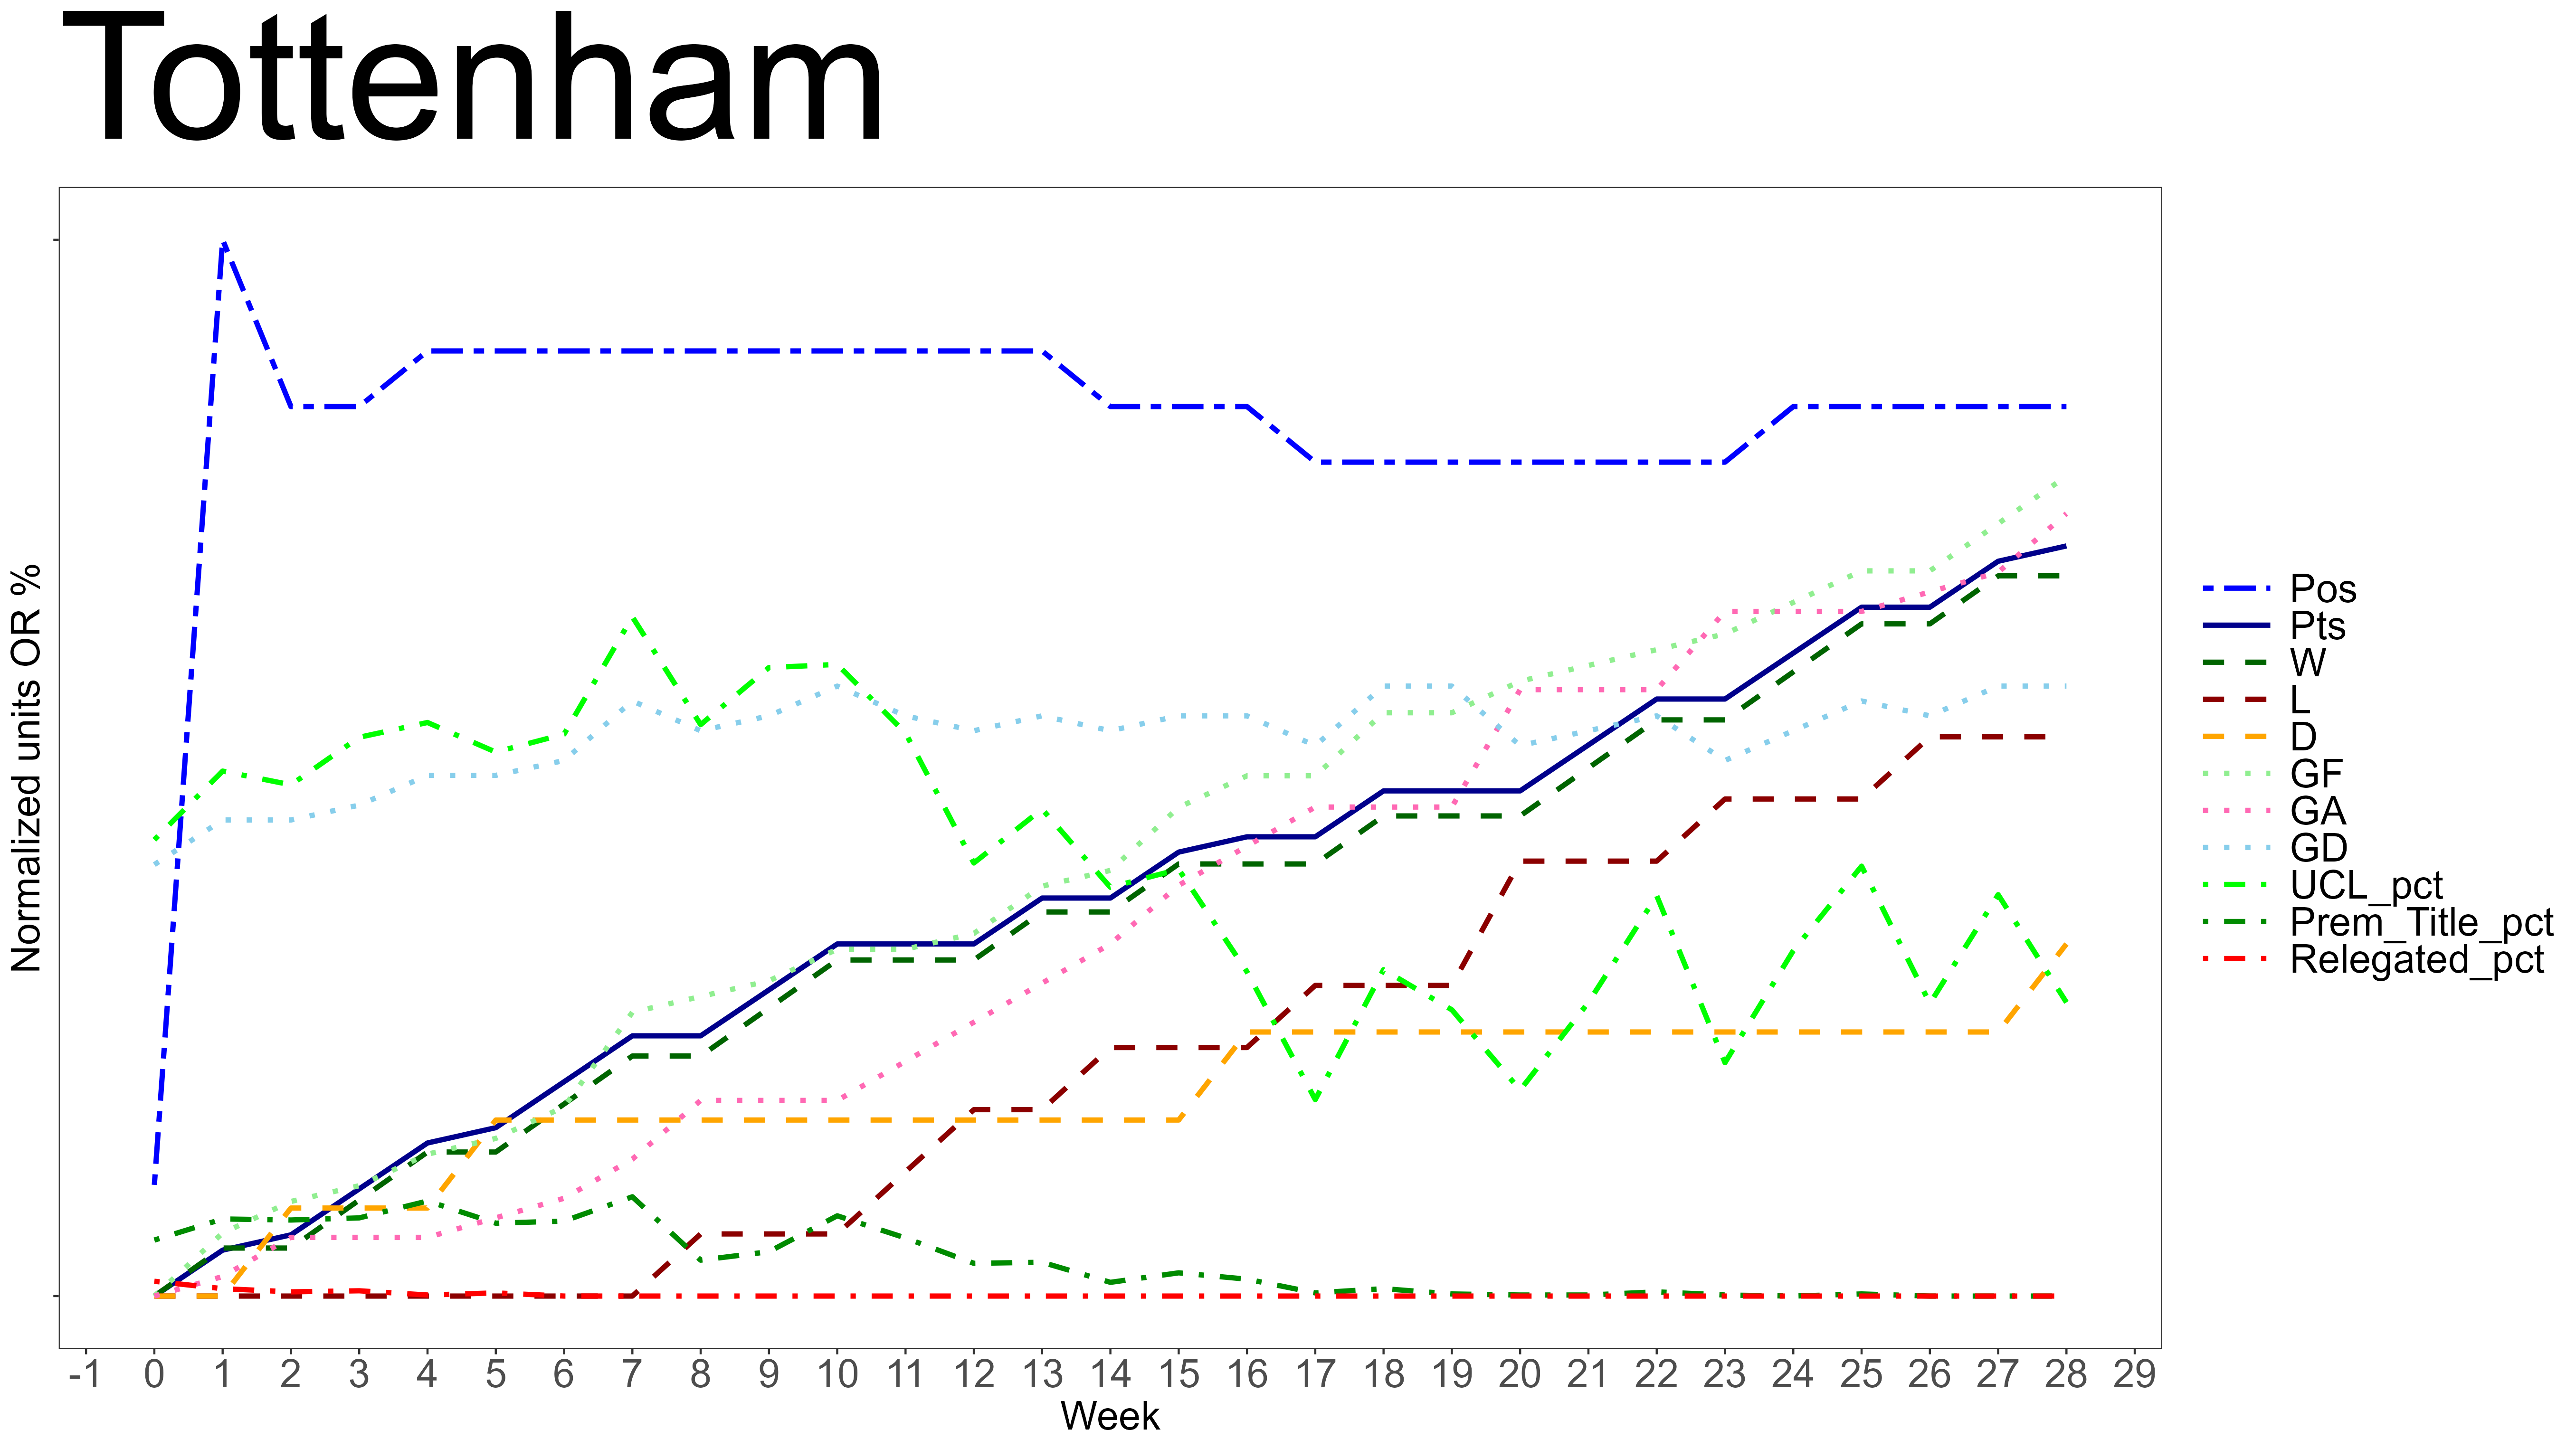 Tottenham
Normalized units OR %
Pos
Pts
W
L
D
GF
GA
GD
UCL_pct
Prem_Title_pct
Relegated_pct
-1 0 1 2 3 4 5 6 7 8 9 10 11 12 13 14 15 16 17 18 19 20 21 22 23 24 25 26 27 28 29
Week